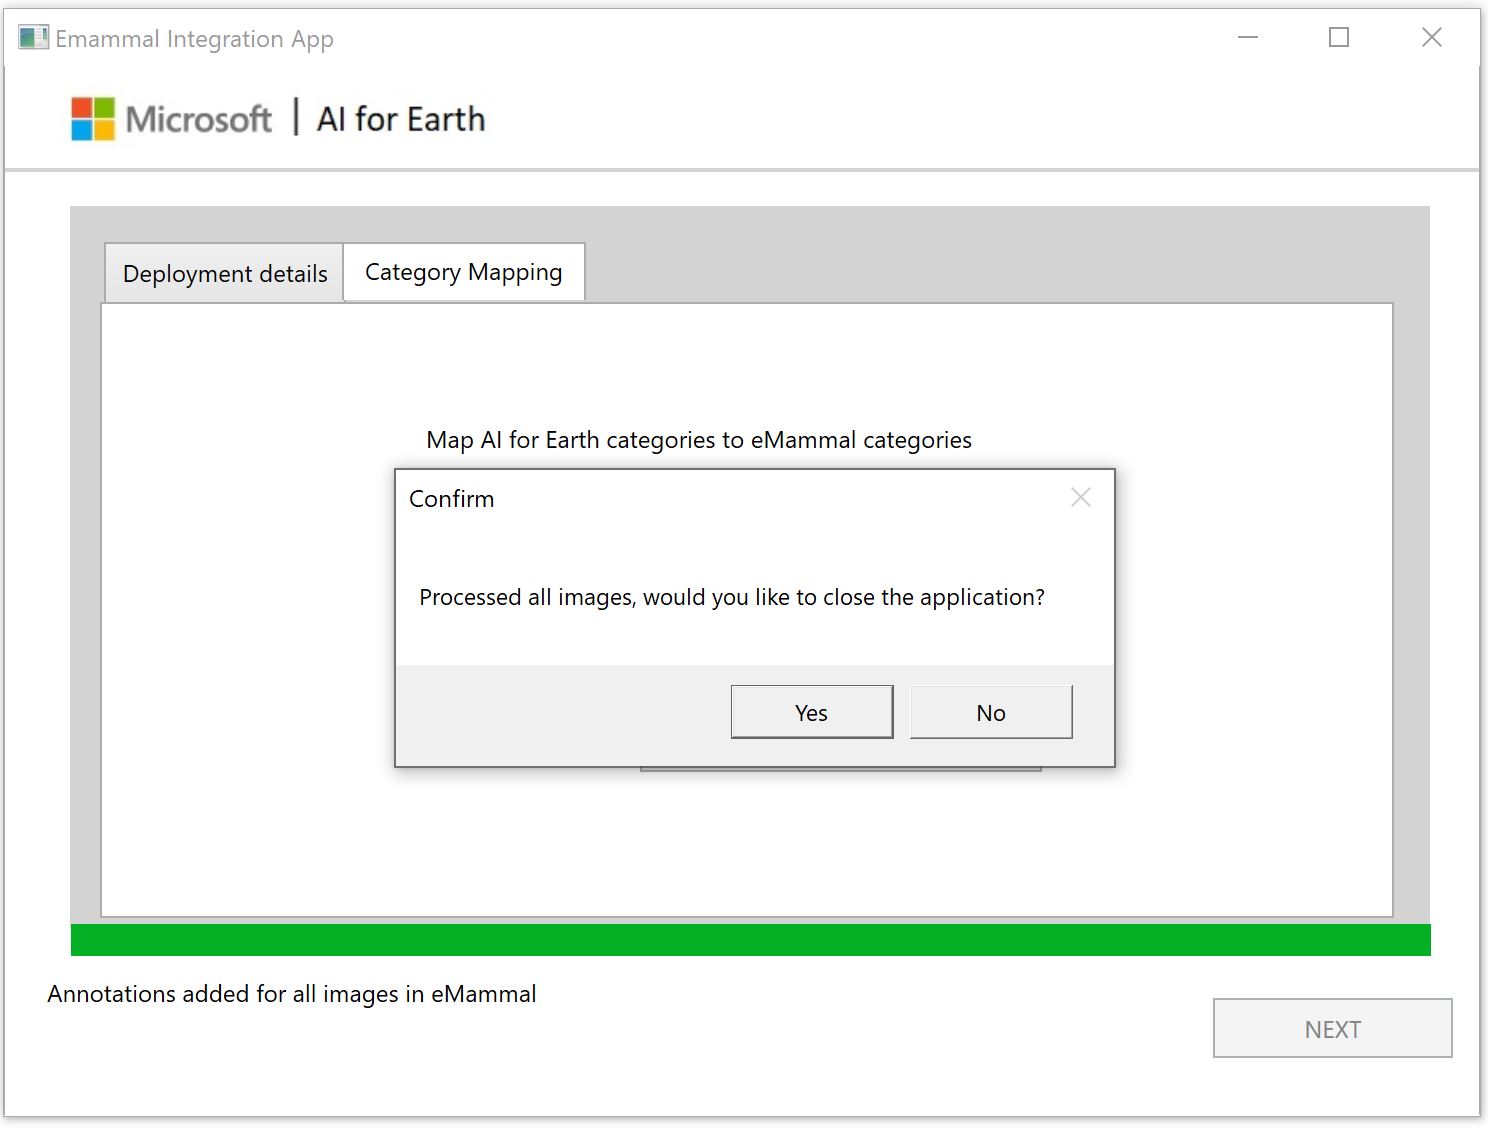 Emammal Integration App
Microsoft | AI for Earth
Deployment details
Category Mapping
Map AI for Earth categories to eMammal categories
Confirm
Processed all images, would you like to close the application?
Yes
No
Annotations added for all images in eMammal
NEXT